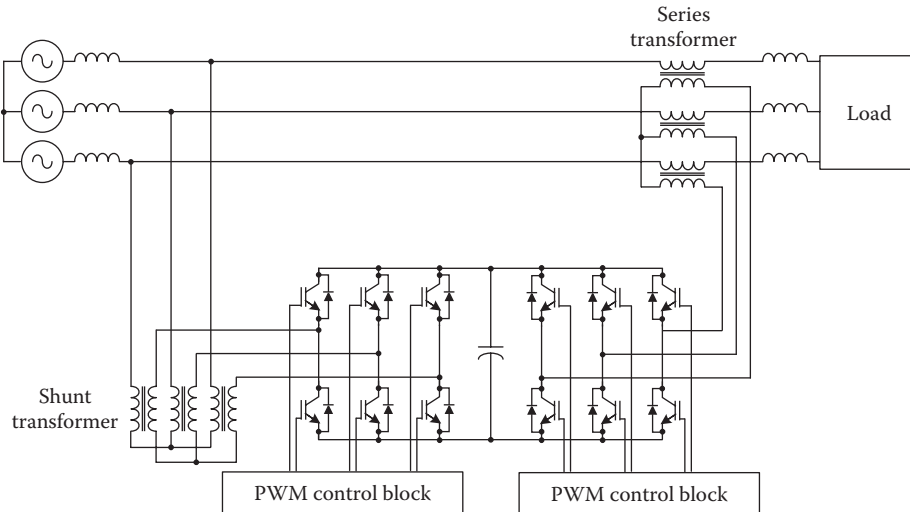 Series
transformer
Load
Shunt
transformer
PWM control block
PWM control block